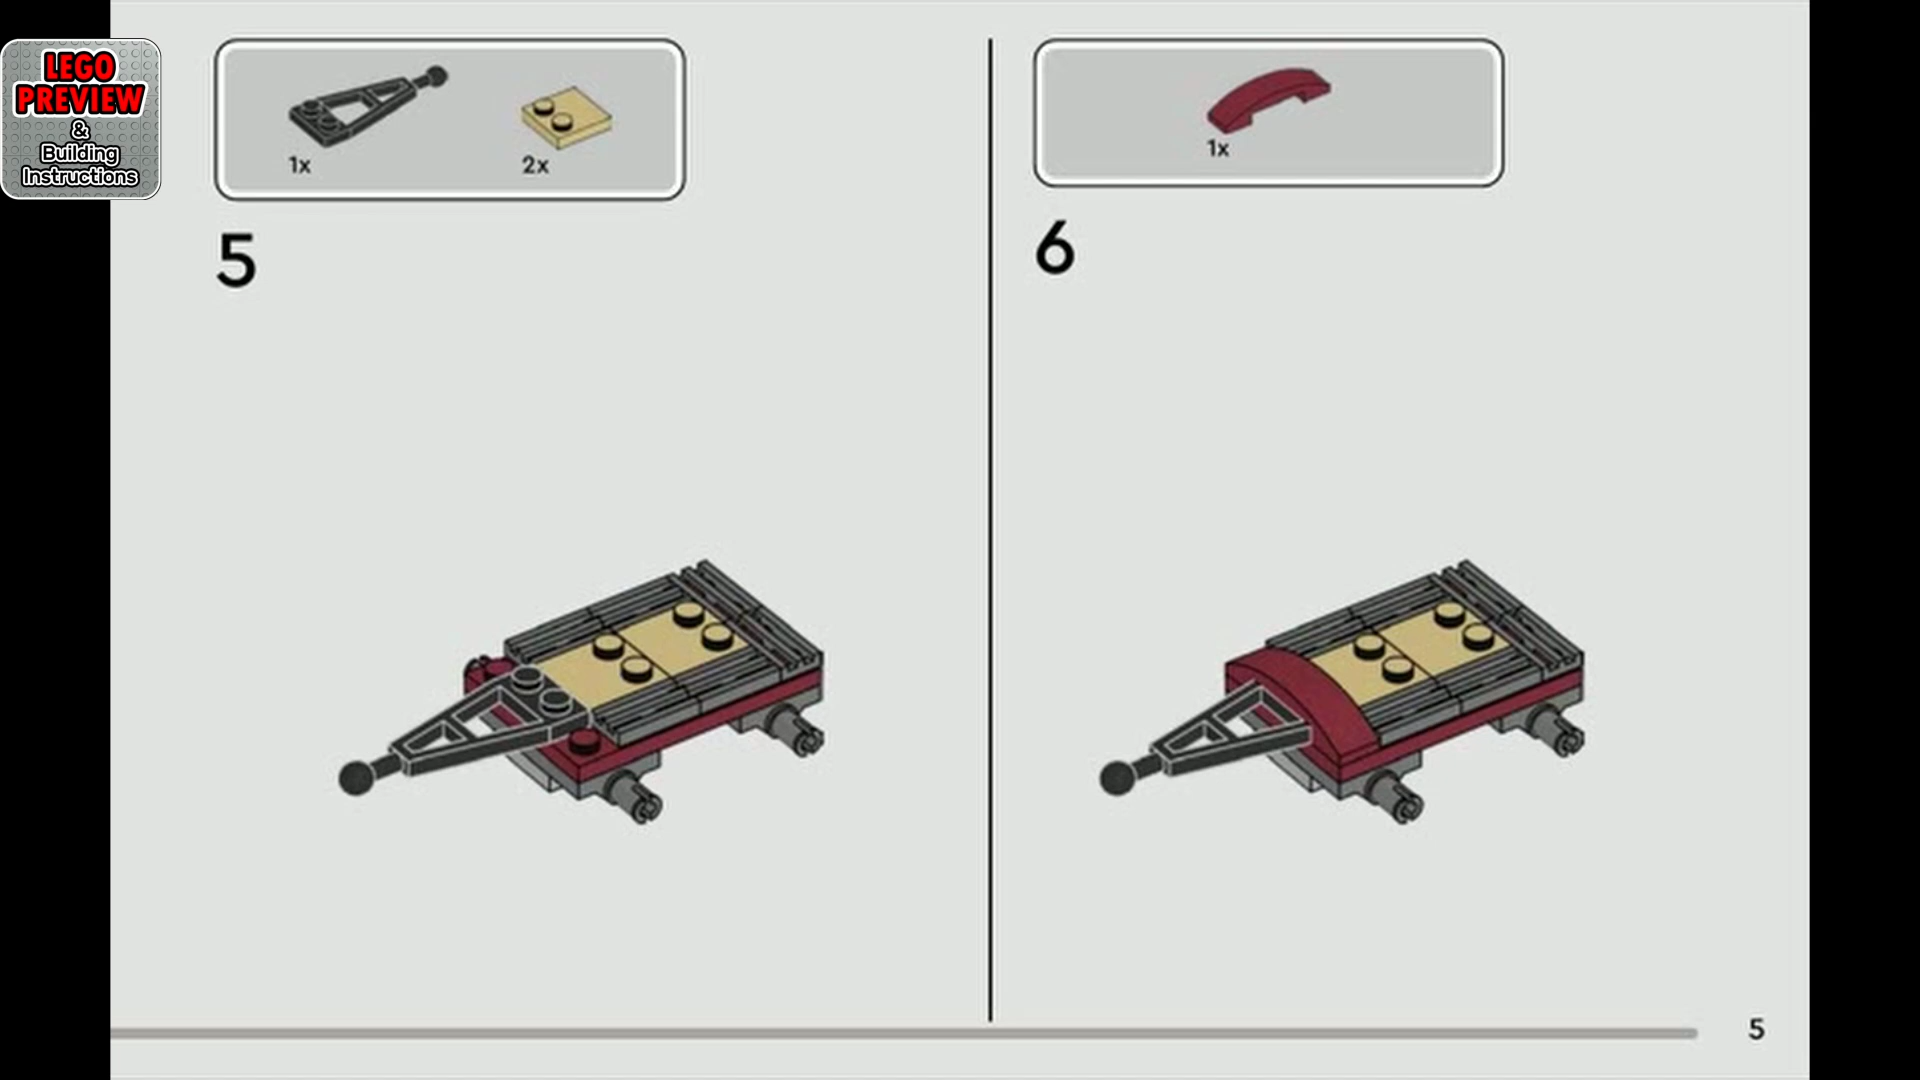 LEGO
PREVIEW
&
Building
Instructions
1x
2x
5
1x
6
5